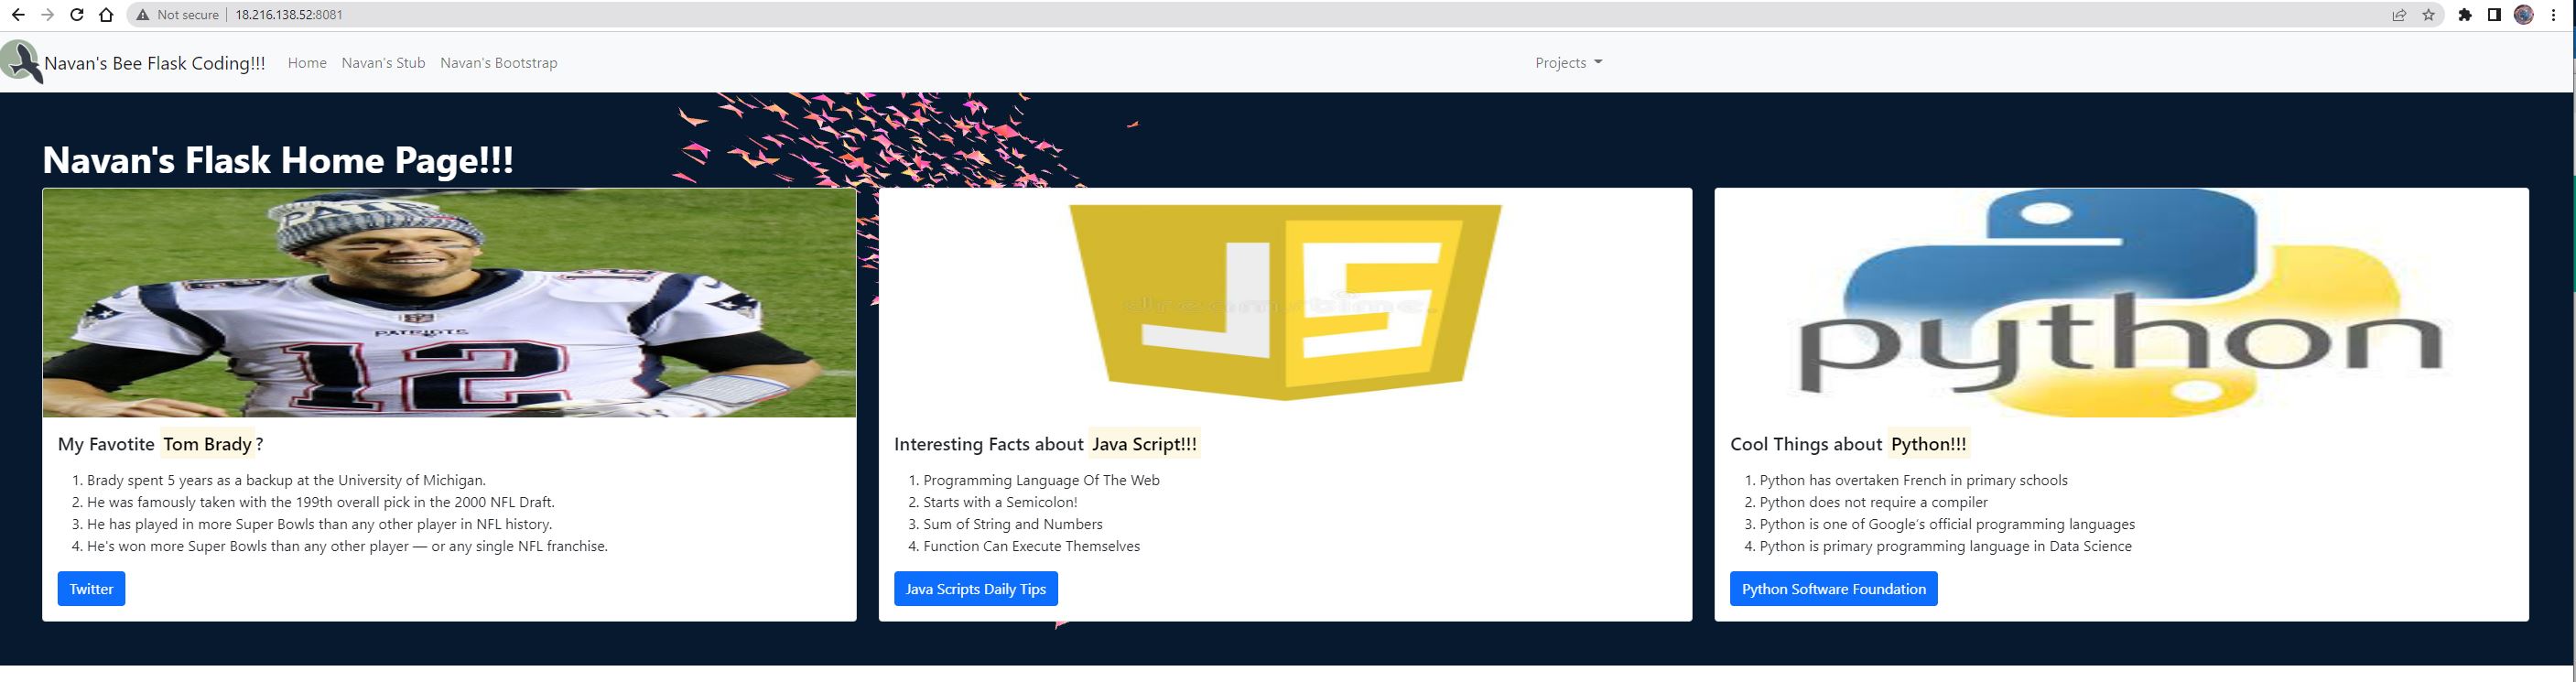 Not secure | 18.216.138.52:8081
Navan's Bee Flask Coding!!! Home Navan's Stub Navan's Bootstrap Projects
Navan's Flask Home Page!!!
PATS
PATRIOTS
12
My Favotite Tom Brady?
1. Brady spent 5 years as a backup at the University of Michigan.
2. He was famously taken with the 199th overall pick in the 2000 NFL Draft.
3. He has played in more Super Bowls than any other player in NFL history.
4. He's won more Super Bowls than any other player — or any single NFL franchise.
Twitter
JS
Interesting Facts about Java Script!!!
1. Programming Language Of The Web
2. Starts with a Semicolon!
3. Sum of String and Numbers
4. Function Can Execute Themselves
Java Scripts Daily Tips
python
Cool Things about Python!!!
1. Python has overtaken French in primary schools
2. Python does not require a compiler
3. Python is one of Google's official programming languages
4. Python is primary programming language in Data Science
Python Software Foundation